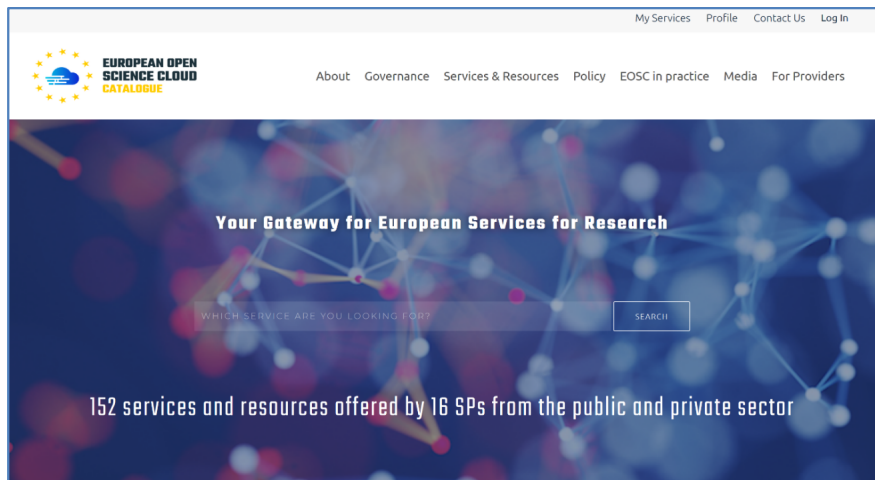 My Services Profile Contact Us Log In
EUROPEAN OPEN
SCIENCE CLOUD
CATALOGUE
About Governance Services & Resources Policy EOSC in practice Media For Providers
Your Gateway for European Services for Research
WHICH SERVICE ARE YOU LOOKING FOR?
SEARCH
152 services and resources offered by 16 SPs from the public and private sector